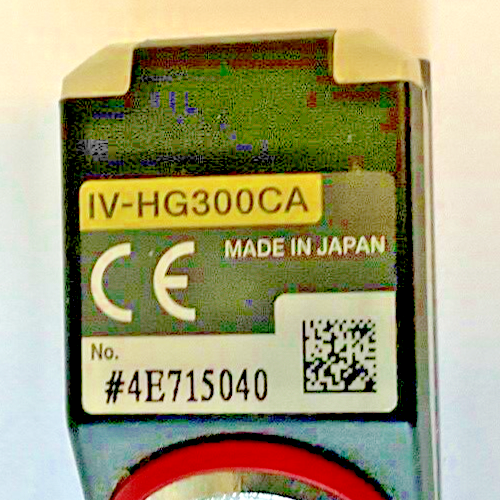 IV-HG300CA
CE MADE IN JAPAN
No.
#4E715040